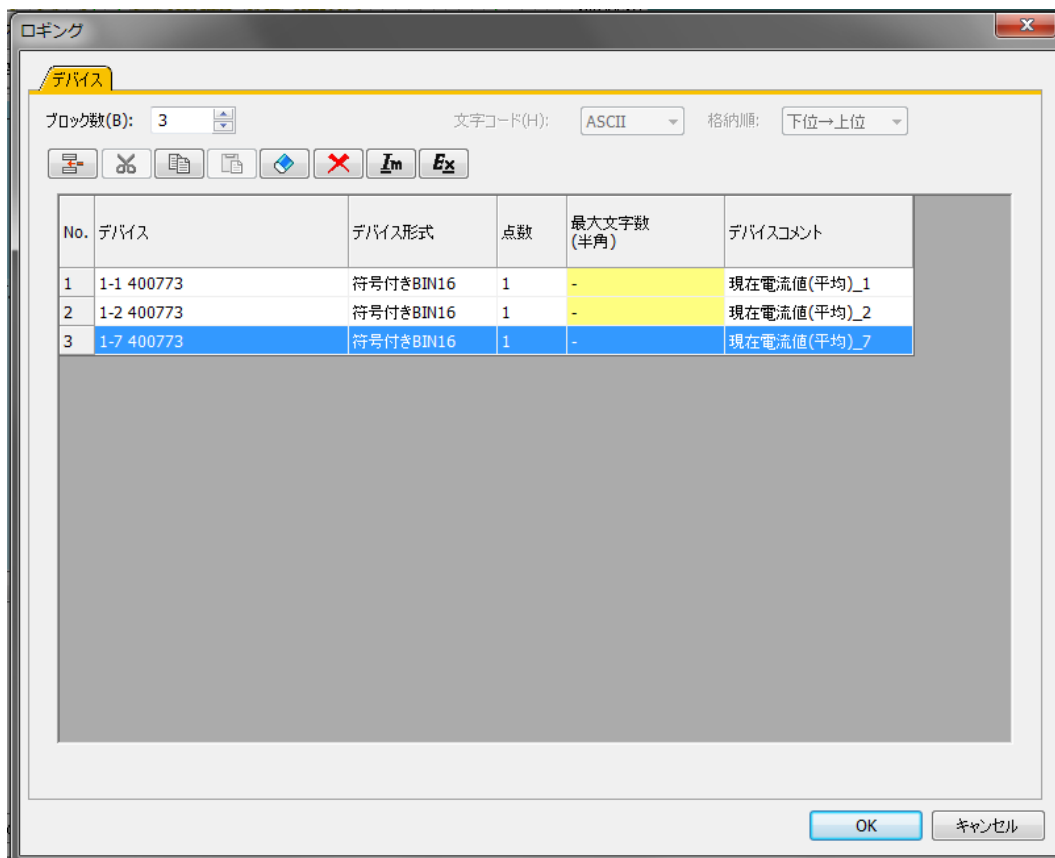 ロギング
デバイス
ブロック数(B): 3 文字コード(H): ASCII 格納順: 下位→上位
Im Ex
No. デバイス デバイス形式 点数 最大文字数 (半角) デバイスコメント
1 1-1 400773 符号付きBIN16 1 - 現在電流値(平均)_1
2 1-2 400773 符号付きBIN16 1 - 現在電流値(平均)_2
3 1-7 400773 符号付きBIN16 1 - 現在電流値(平均)_7
OK キャンセル